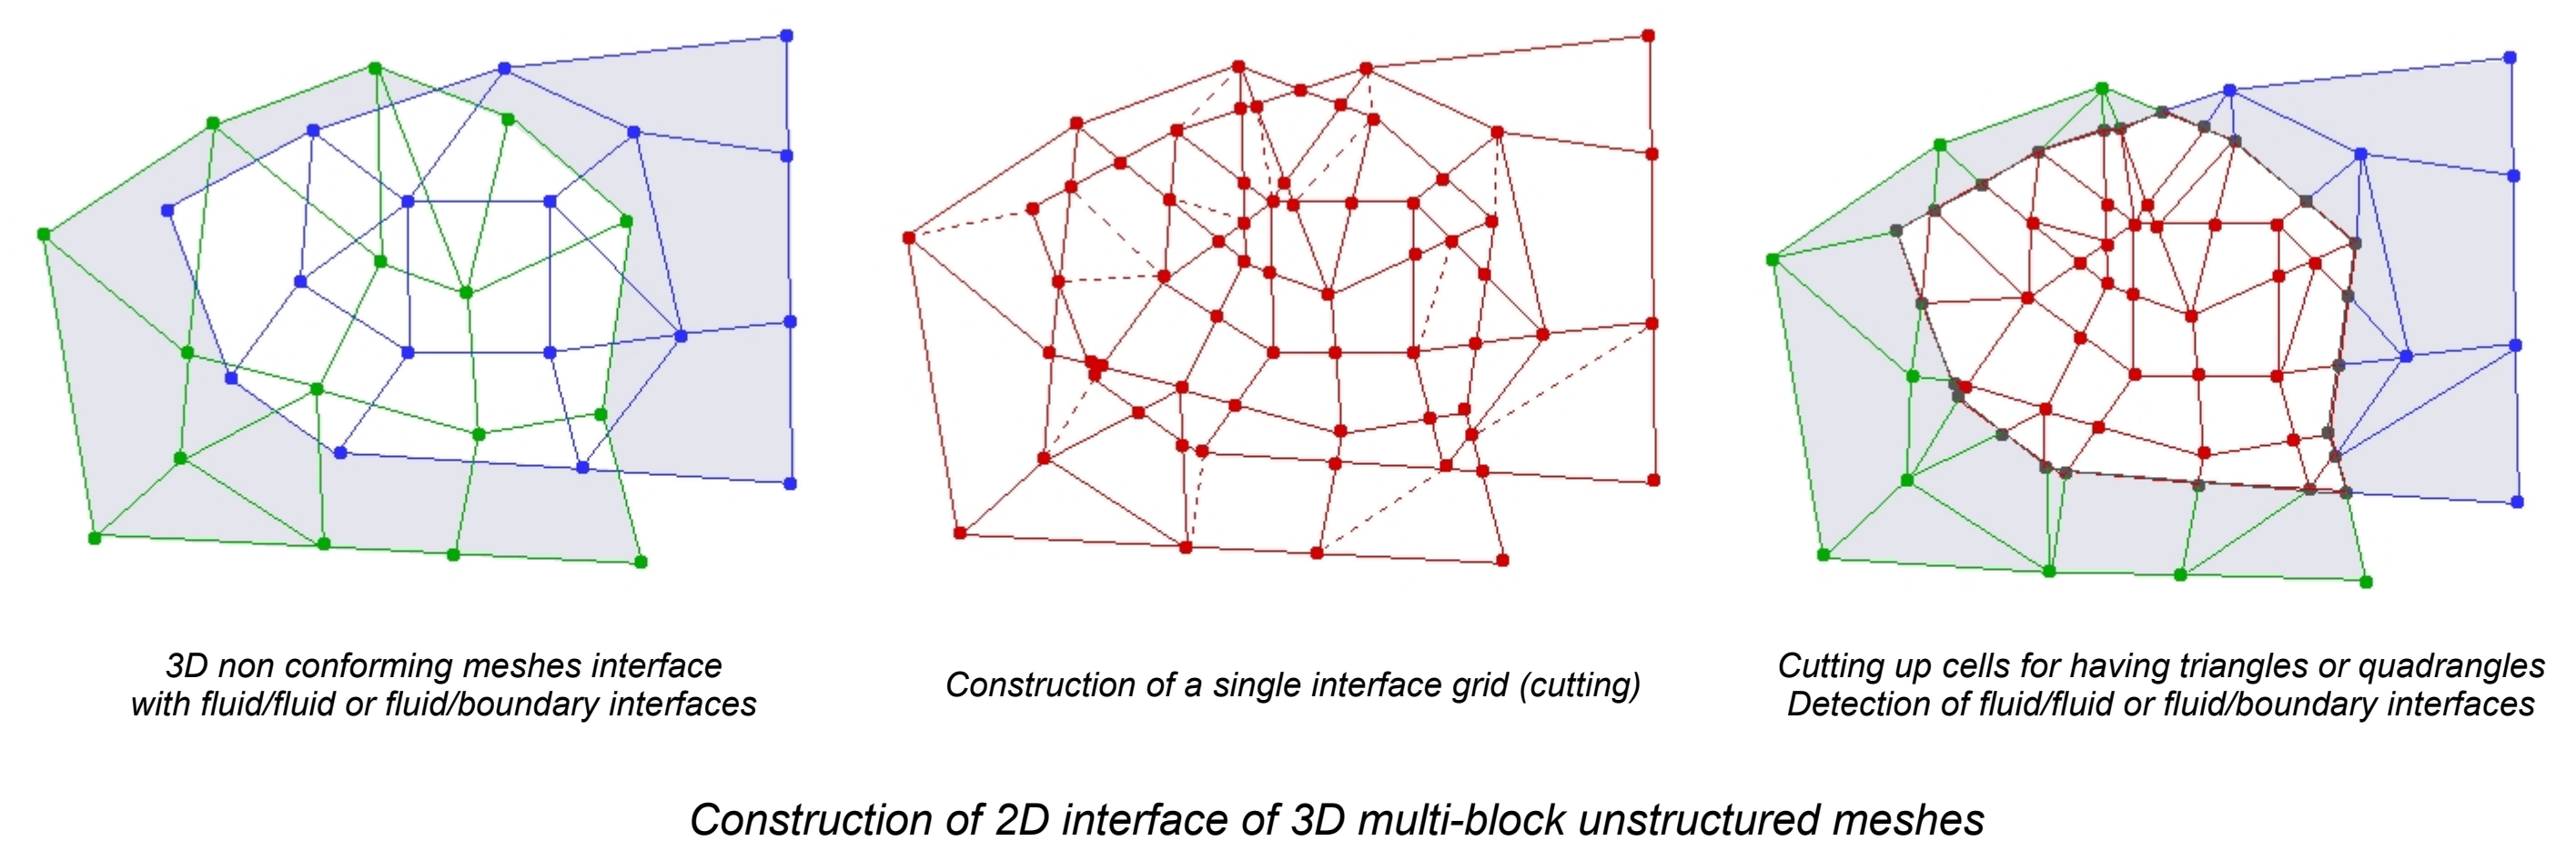 3D non conforming meshes interface
with fluid/fluid or fluid/boundary interfaces
Construction of a single interface grid (cutting)
Cutting up cells for having triangles or quadrangles
Detection of fluid/fluid or fluid/boundary interfaces
Construction of 2D interface of 3D multi-block unstructured meshes